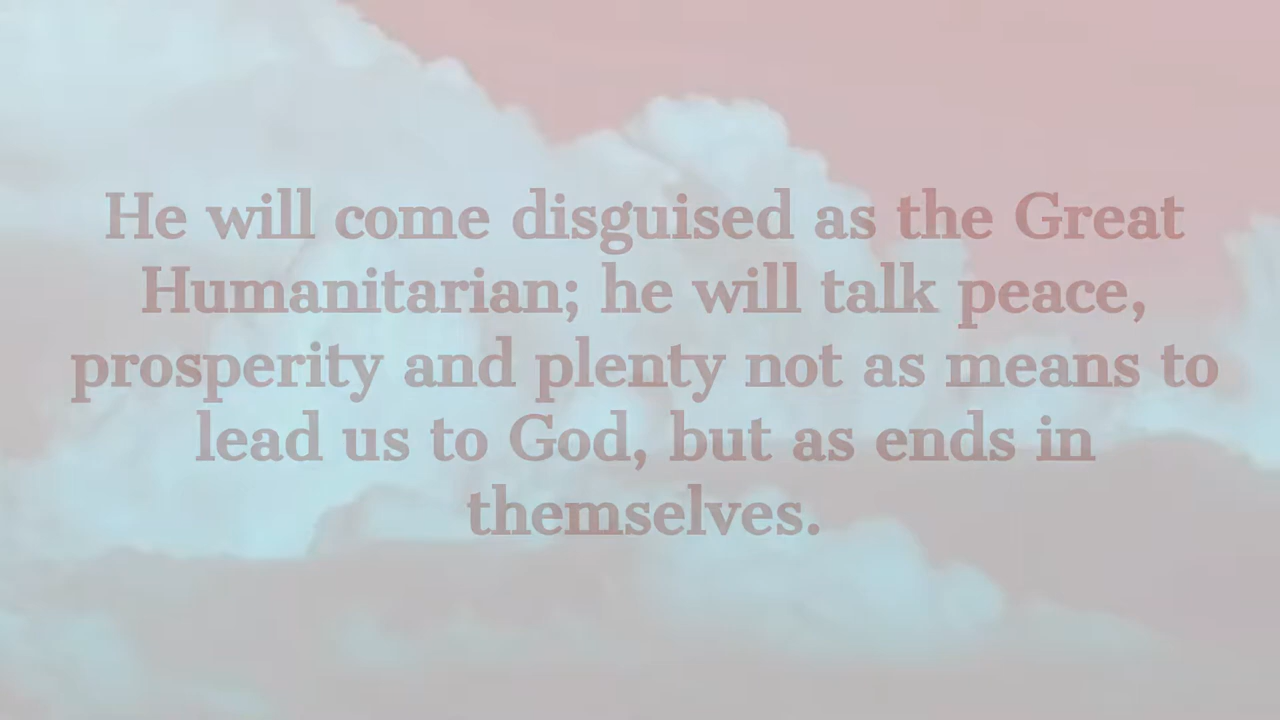 He will come disguised as the Great
Humanitarian; he will talk peace,
prosperity and plenty not as means to
lead us to God, but as ends in
themselves.